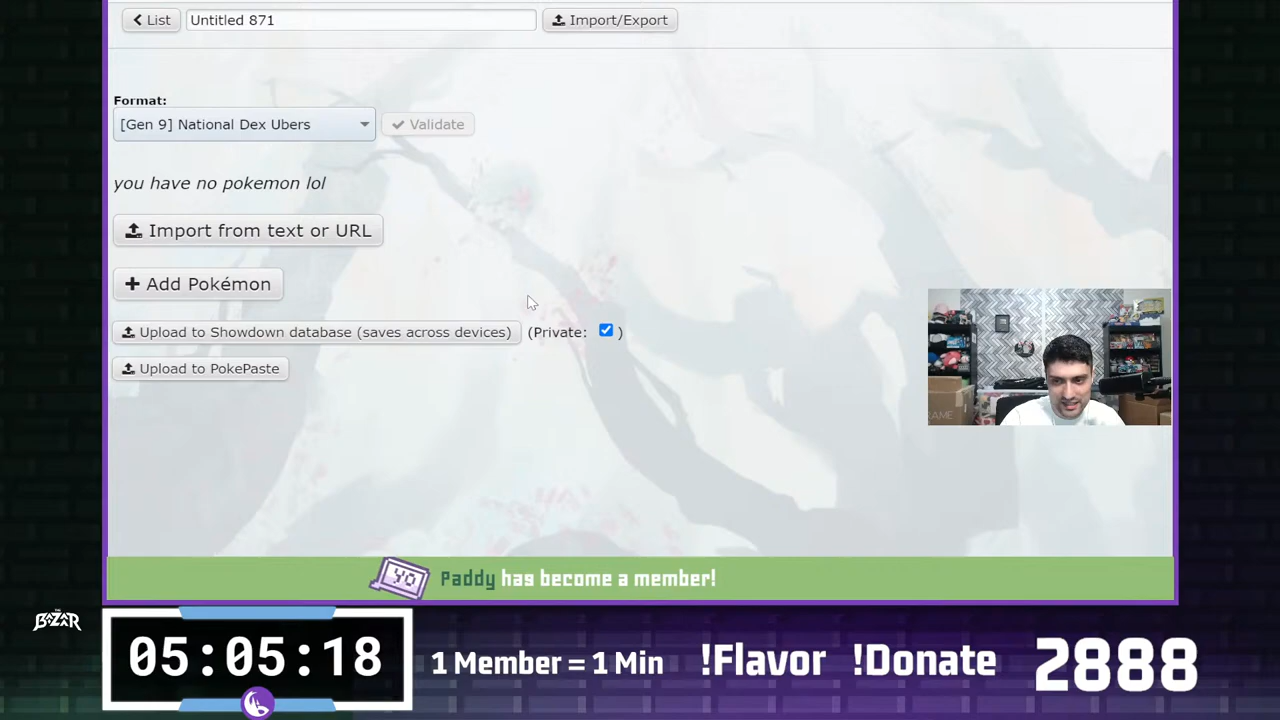 List
Untitled 871
Import/Export
Format:
[Gen 9] National Dex Ubers
Validate
you have no pokemon lol
Import from text or URL
Add Pokémon
Upload to Showdown database (saves across devices)
(Private: )
Upload to PokePaste
YO
Paddy has become a member!
THE BAZAAR
05:05:18
1 Member = 1 Min
!Flavor
!Donate
2888